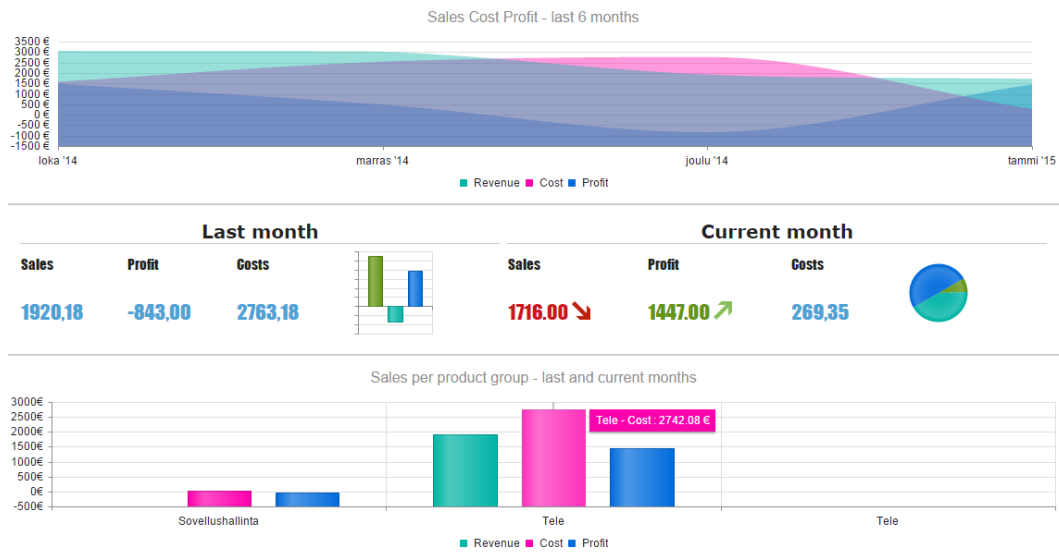 Sales Cost Profit - last 6 months
3500 €
3000 €
2500 €
2000 €
1500 €
1000 €
500 €
0 €
-500 €
-1000 €
-1500 €
loka '14 marras '14 joulu '14 tammi '15
Revenue Cost Profit
Last month
Sales Profit Costs
1920,18 -843,00 2763,18
Current month
Sales Profit Costs
1716.00 1447.00 269,35
Sales per product group - last and current months
3000€
2500€
2000€
1500€
1000€
500€
0€
-500€
Tele - Cost : 2742.08 €
Sovellushallinta Tele Tele
Revenue Cost Profit